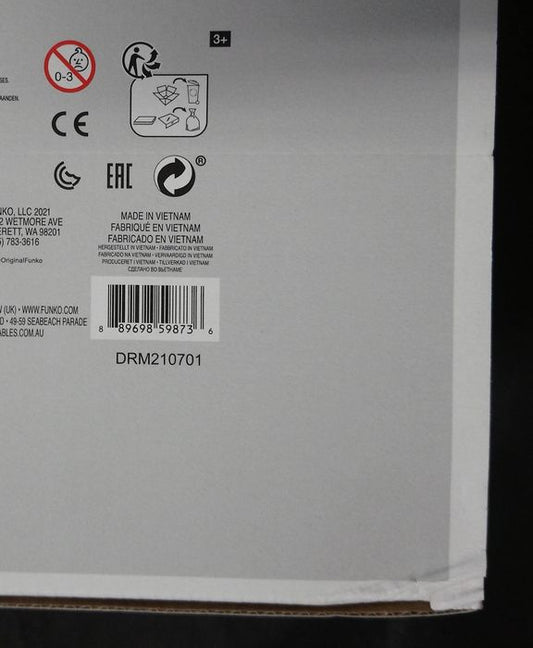 3+
0-3
SES.
AANDEN.
CE
EAC
®
NKO, LLC 2021
2 WETMORE AVE
ERETT, WA 98201
5) 783-3616
OriginalFunko
MADE IN VIETNAM
FABRIQUÉ EN VIETNAM
FABRICADO EN VIETNAM
HERGESTELLT IN VIETNAM • FABBRICATO IN VIETNAM
FABRICADO NA VIETNAM • VERVAARDIGD IN VIETNAM
PRODUCERET I VIETNAM • TILLVERKAD I VIETNAM
СДЕЛАНО ВО ВЬЕТНАМЕ
(UK) • WWW.FUNKO.COM
D • 49-59 SEABEACH PARADE
ABLES.COM.AU
8 89698 59873 6
DRM210701